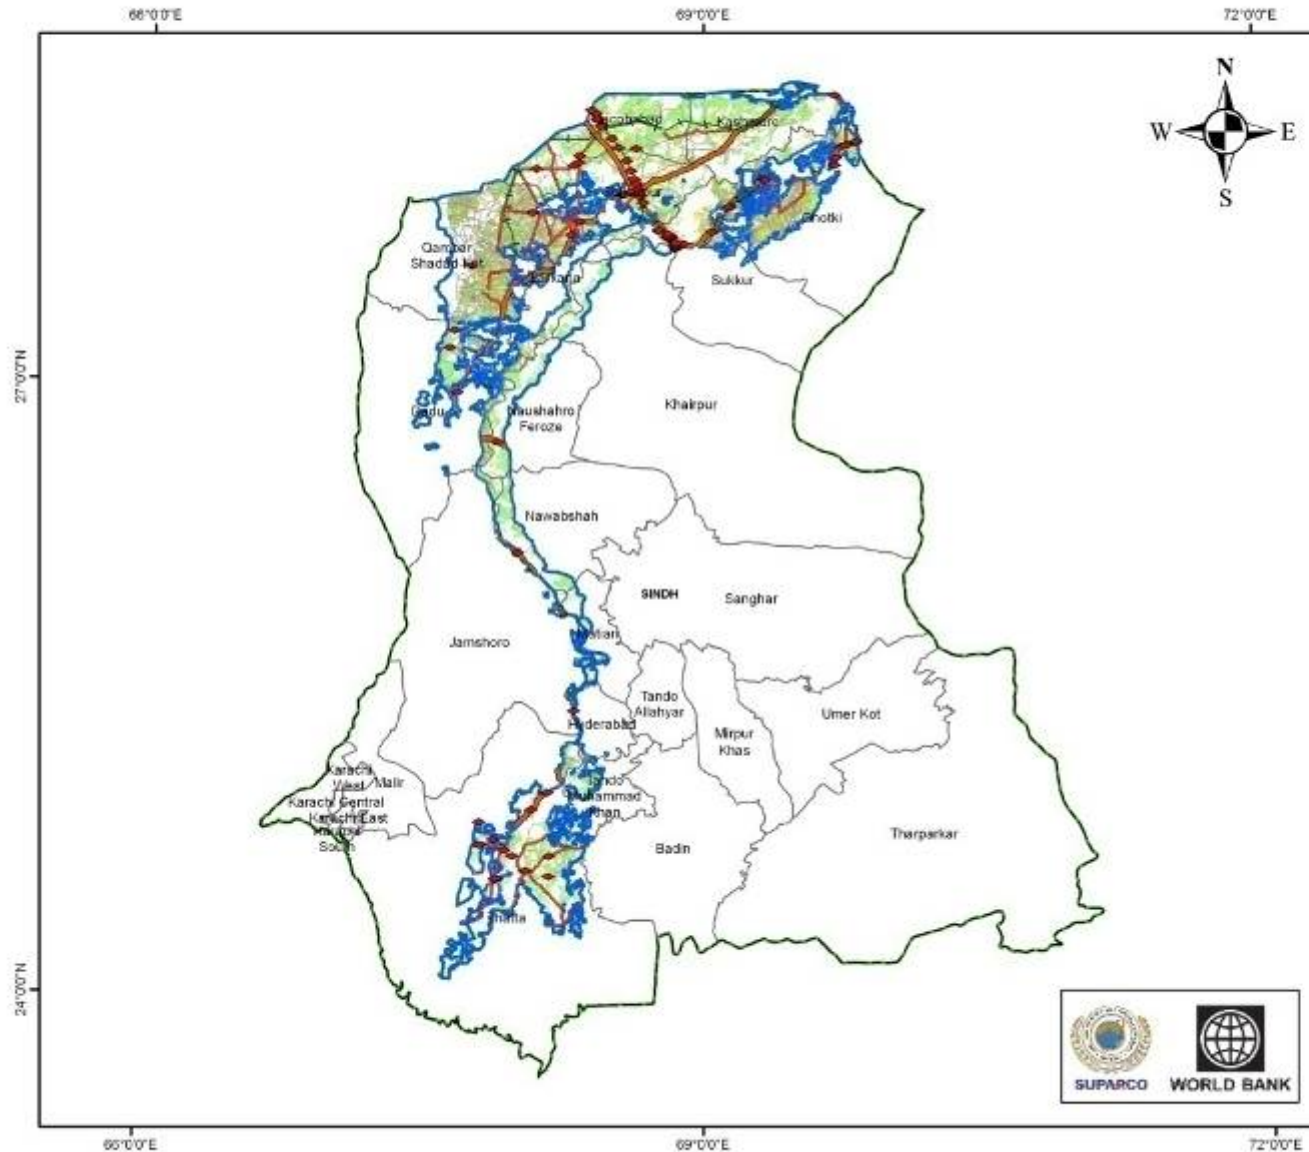 66°0'0"E 69°0'0"E 72°0'0"E
N
W E
S
Kashmore
Ghotki
Qambar
Shadad Kot
Larkana
Sukkur
27°0'0"N
Dadu
Naushahro
Feroze
Khairpur
Nawabshah
SINDH
Sanghar
Matiari
Jamshoro
Tando
Allahyar
Umer Kot
Hyderabad
Mirpur
Khas
Karachi
West
Malir
Tando
Muhammad
Khan
Karachi Central
Karachi East
South
Badin
Tharparkar
Thatta
24°0'0"N
SUPARCO
WORLD BANK
66°0'0"E 69°0'0"E 72°0'0"E